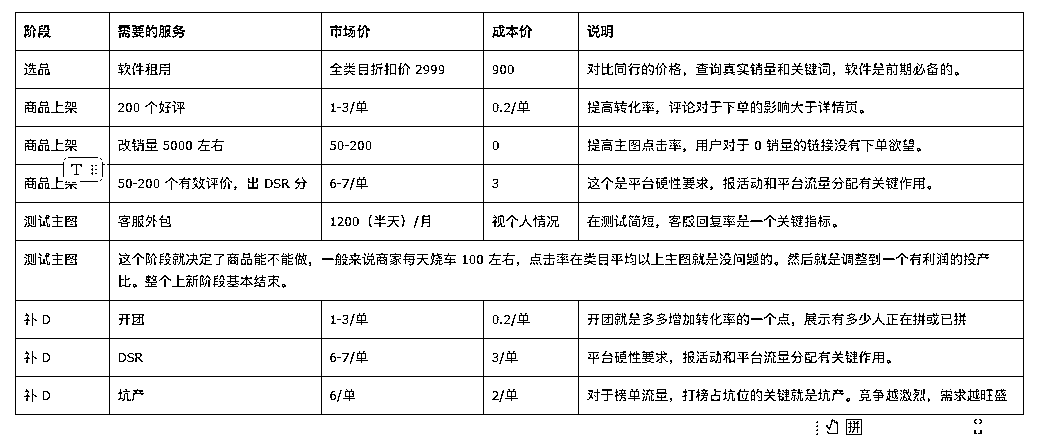 阶段 需要的服务 市场价 成本价 说明
选品 软件租用 全类目折扣价 2999 900 对比同行的价格，查询真实销量和关键词，软件是前期必备的。
商品上架 200 个好评 1-3/单 0.2/单 提高转化率，评论对于下单的影响大于详情页。
商品上架 改销量 5000 左右 50-200 0 提高主图点击率，用户对于 0 销量的链接没有下单欲望。
商品上架 50-200 个有效评价，出 DSR 分 6-7/单 3 这个是平台硬性要求，报活动和平台流量分配有关键作用。
测试主图 客服外包 1200（半天）/月 视个人情况 在测试简短，客服回复率是一个关键指标。
测试主图 这个阶段就决定了商品能不能做，一般来说商家每天烧车 100 左右，点击率在类目平均以上主图就是没问题的。然后就是调整到一个有利润的投产
比。整个上新阶段基本结束。
补 D 开团 1-3/单 0.2/单 开团就是多多增加转化率的一个点，展示有多少人正在拼或已拼
补 D DSR 6-7/单 3/单 平台硬性要求，报活动和平台流量分配有关键作用。
补 D 坑产 6/单 2/单 对于榜单流量，打榜占坑位的关键就是坑产。竞争越激烈，需求越旺盛
T
拼